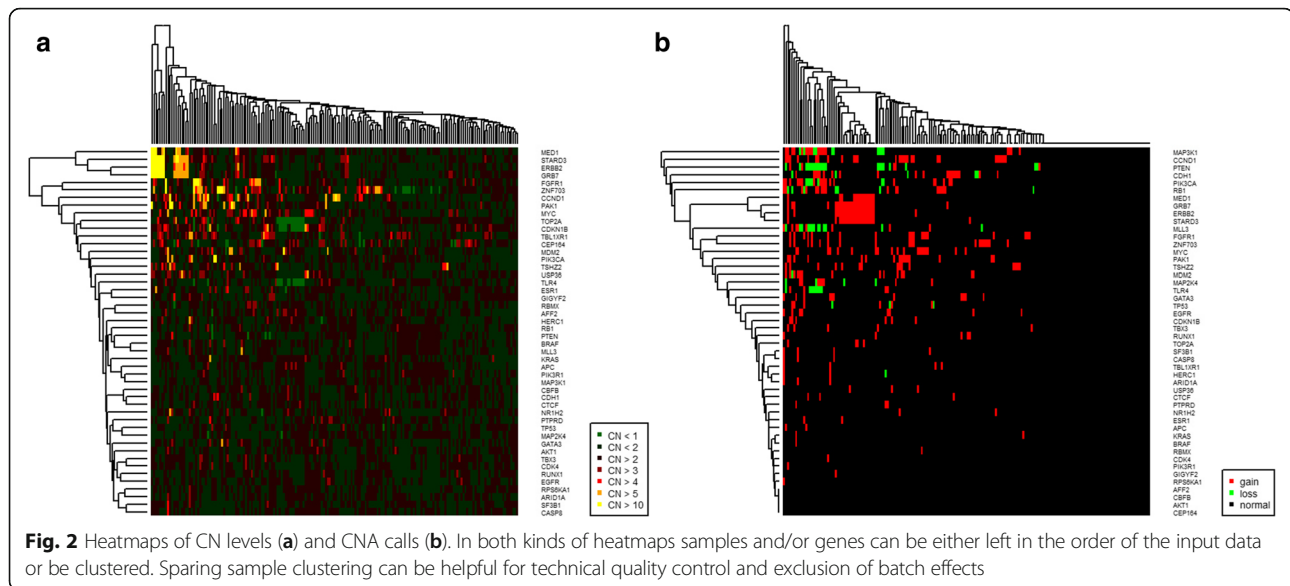 a
MED1
STARD3
ERBB2
GRB7
FGFR1
ZNF703
CCND1
PAK1
MYC
TOP2A
CDKN1B
TBL1XR1
CEP164
MDM2
PIK3CA
TSHZ2
USP36
TLR4
ESR1
GIGYF2
RBMX
AFF2
HERC1
RB1
PTEN
BRAF
MLL3
KRAS
APC
PIK3R1
MAP3K1
CBFB
CDH1
CTCF
NR1H2
PTPRD
TP53
MAP2K4
GATA3
AKT1
TBX3
CDK4
RUNX1
EGFR
RPS6KA1
ARID1A
SF3B1
CASP8
CN < 1
CN < 2
CN > 2
CN > 3
CN > 4
CN > 5
CN > 10
b
MAP3K1
CCND1
PTEN
CDH1
PIK3CA
RB1
MED1
GRB7
ERBB2
STARD3
MLL3
FGFR1
ZNF703
MYC
PAK1
TSHZ2
MDM2
MAP2K4
TLR4
GATA3
TP53
EGFR
CDKN1B
TBX3
RUNX1
TOP2A
SF3B1
CASP8
TBL1XR1
HERC1
ARID1A
USP36
CTCF
PTPRD
NR1H2
ESR1
APC
KRAS
BRAF
RBMX
CDK4
PIK3R1
GIGYF2
RPS6KA1
AFF2
CBFB
AKT1
CEP164
gain
loss
normal
Fig. 2 Heatmaps of CN levels (a) and CNA calls (b). In both kinds of heatmaps samples and/or genes can be either left in the order of the input data
or be clustered. Sparing sample clustering can be helpful for technical quality control and exclusion of batch effects